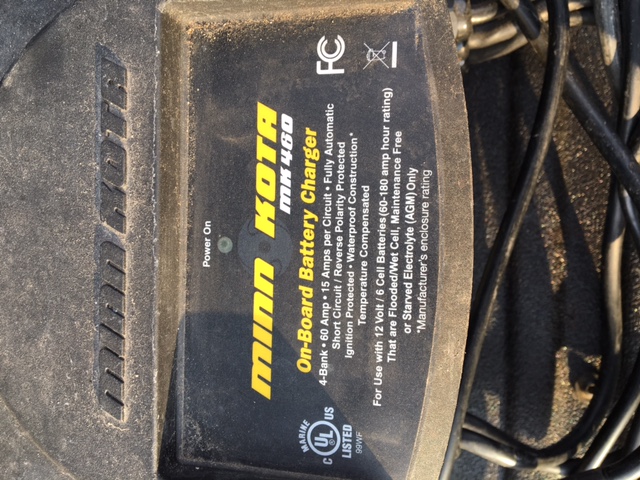 MINN KOTA
Power On
MINN KOTA
MK 460
On-Board Battery Charger
4-Bank • 60 Amp • 15 Amps per Circuit • Fully Automatic
Short Circuit / Reverse Polarity Protected
Ignition Protected • Waterproof Construction*
Temperature Compensated
For Use with 12 Volt / 6 Cell Batteries (60-180 amp hour rating)
That are Flooded/Wet Cell, Maintenance Free
or Starved Electrolyte (AGM) Only
*Manufacturer's enclosure rating
FC
MARINE
C UL US
LISTED
99WF